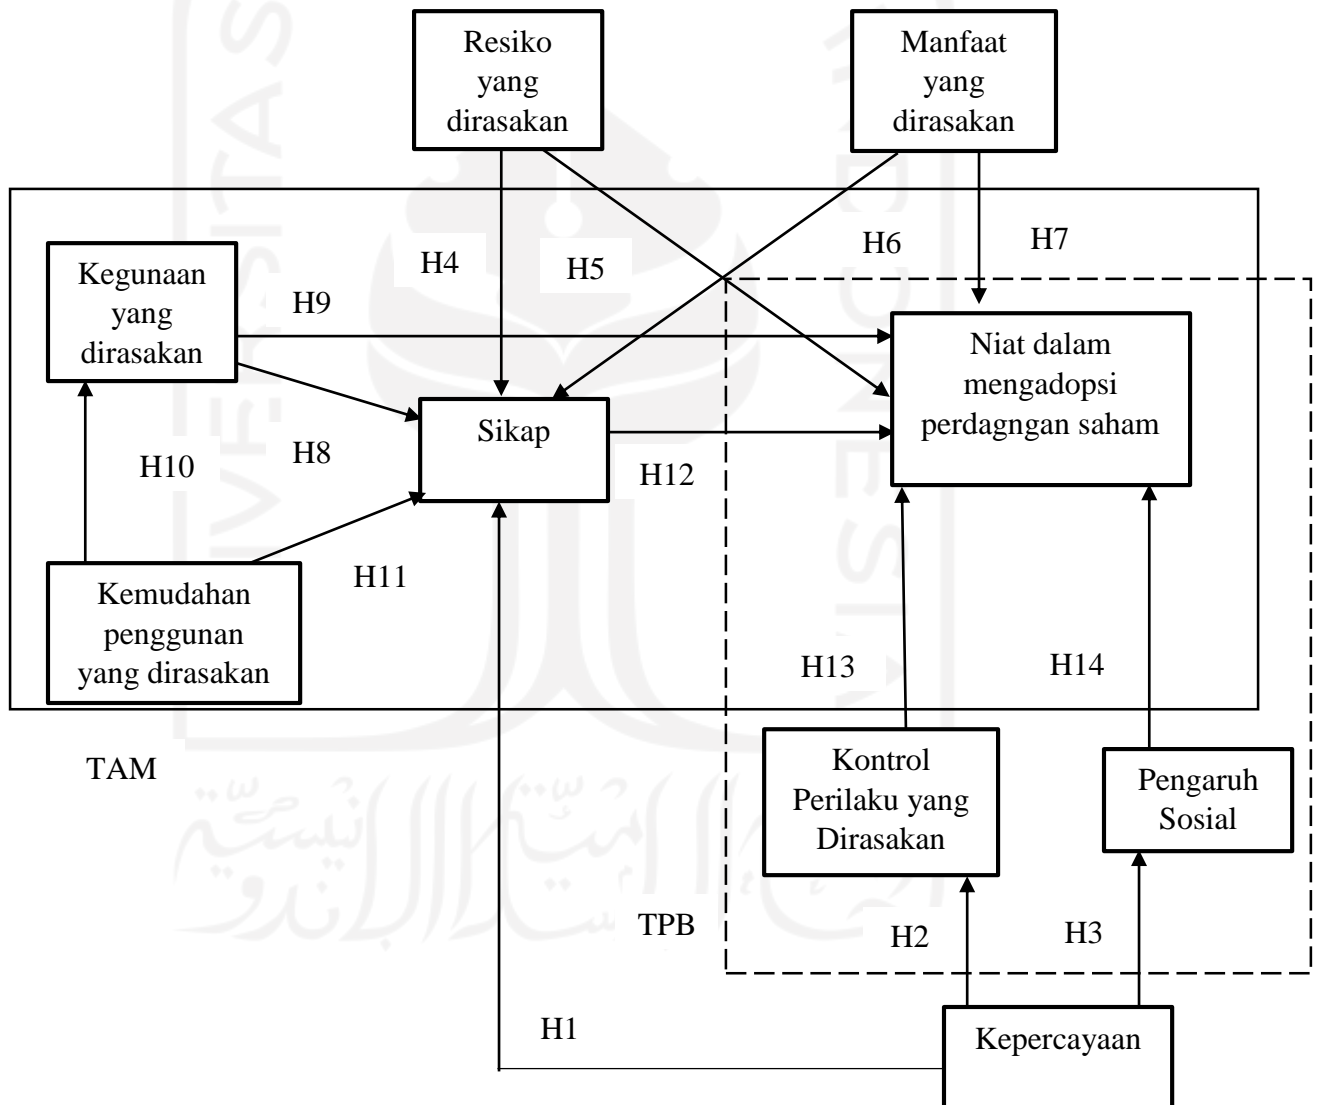 Resiko
yang
dirasakan
Manfaat
yang
dirasakan
H4
H5
H6
H7
Kegunaan
yang
dirasakan
H9
Niat dalam
mengadopsi
perdagngan saham
Sikap
H10
H8
H12
H11
Kemudahan
penggunan
yang dirasakan
H13
H14
TAM
Kontrol
Perilaku yang
Dirasakan
Pengaruh
Sosial
TPB
H2
H3
H1
Kepercayaan